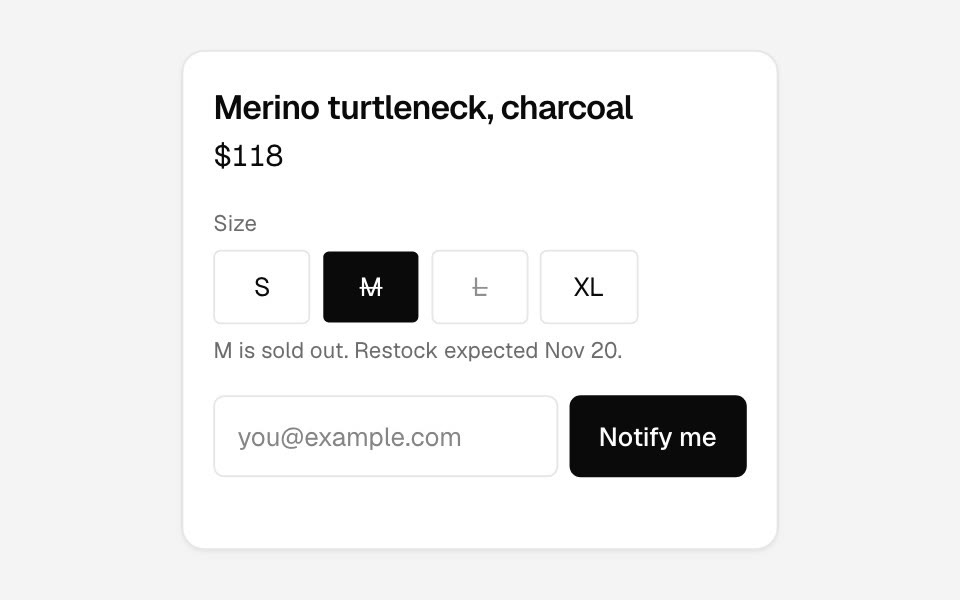 Merino turtleneck, charcoal
$118
Size
S M L XL
M is sold out. Restock expected Nov 20.
you@example.com Notify me